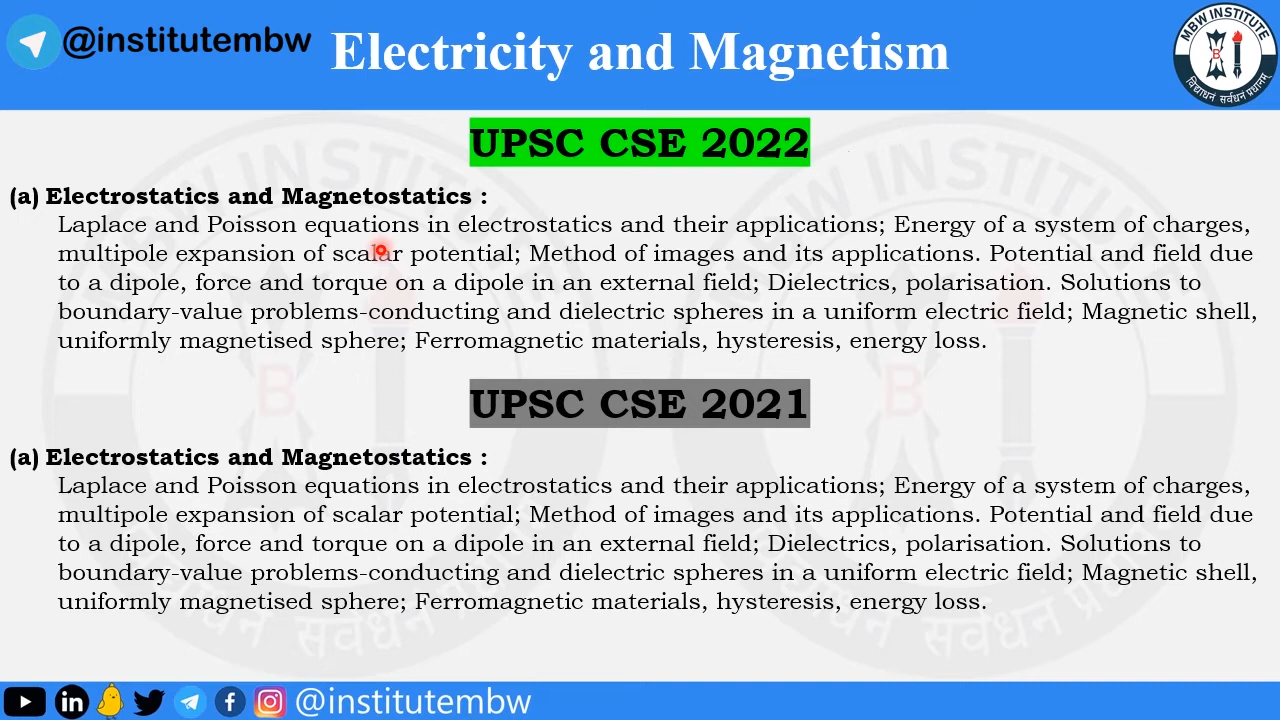 @institutembw
Electricity and Magnetism
MBW INSTITUTE
B
विद्याधनं सर्वधनं प्रधानम्
UPSC CSE 2022
(a) Electrostatics and Magnetostatics :
Laplace and Poisson equations in electrostatics and their applications; Energy of a system of charges,
multipole expansion of scalar potential; Method of images and its applications. Potential and field due
to a dipole, force and torque on a dipole in an external field; Dielectrics, polarisation. Solutions to
boundary-value problems-conducting and dielectric spheres in a uniform electric field; Magnetic shell,
uniformly magnetised sphere; Ferromagnetic materials, hysteresis, energy loss.
UPSC CSE 2021
(a) Electrostatics and Magnetostatics :
Laplace and Poisson equations in electrostatics and their applications; Energy of a system of charges,
multipole expansion of scalar potential; Method of images and its applications. Potential and field due
to a dipole, force and torque on a dipole in an external field; Dielectrics, polarisation. Solutions to
boundary-value problems-conducting and dielectric spheres in a uniform electric field; Magnetic shell,
uniformly magnetised sphere; Ferromagnetic materials, hysteresis, energy loss.
@institutembw